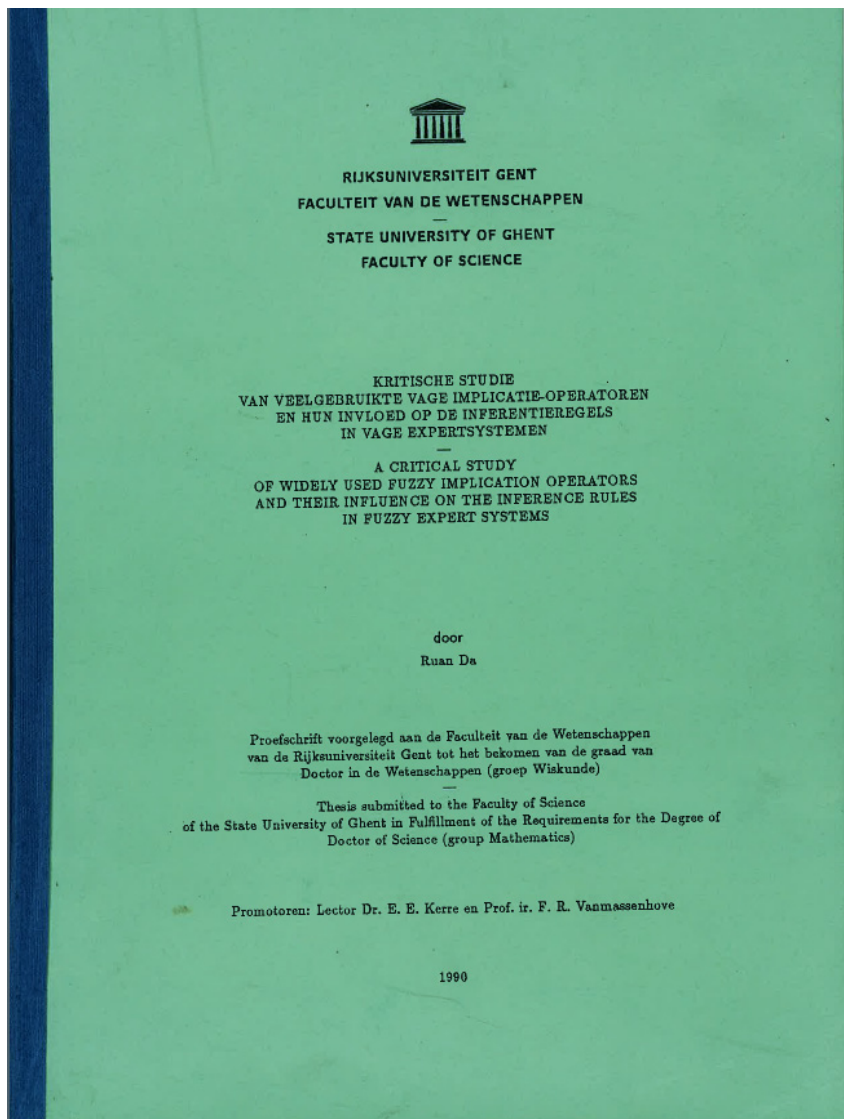 RIJKSUNIVERSITEIT GENT
FACULTEIT VAN DE WETENSCHAPPEN
STATE UNIVERSITY OF GHENT
FACULTY OF SCIENCE
KRITISCHE STUDIE
VAN VEELGEBRUIKTE VAGE IMPLICATIE-OPERATOREN
EN HUN INVLOED OP DE INFERENTIEREGELS
IN VAGE EXPERTSYSTEMEN
A CRITICAL STUDY
OF WIDELY USED FUZZY IMPLICATION OPERATORS
AND THEIR INFLUENCE ON THE INFERENCE RULES
IN FUZZY EXPERT SYSTEMS
door
Ruan Da
Proefschrift voorgelegd aan de Faculteit van de Wetenschappen
van de Rijksuniversiteit Gent tot het bekomen van de graad van
Doctor in de Wetenschappen (groep Wiskunde)
Thesis submitted to the Faculty of Science
of the State University of Ghent in Fulfillment of the Requirements for the Degree of
Doctor of Science (group Mathematics)
Promotoren: Lector Dr. E. E. Kerre en Prof. ir. F. R. Vanmassenhove
1990